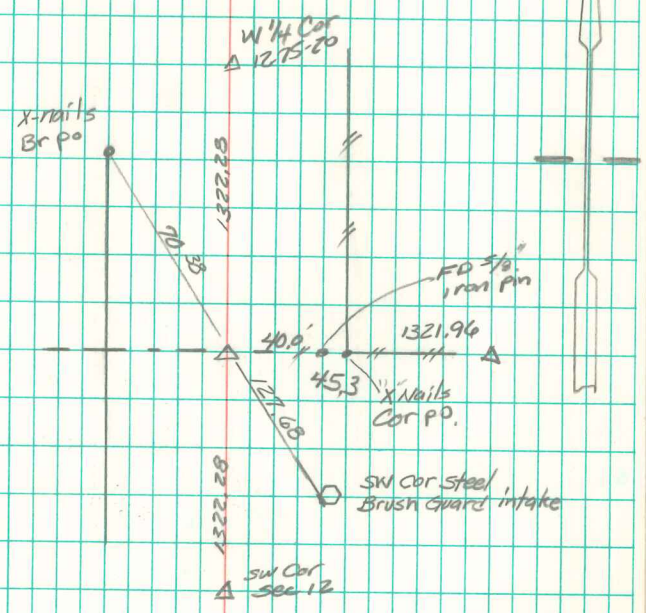 W 1/4 Cor
1275-20
X-nails
Br po
1322.28
70.38
FD 5/8"
iron pin
40.0'
1321.96
45.3
"X" Nails
Cor po.
127.68
SW Cor Steel
Brush Guard intake
1322.28
SW Cor
Sec 12